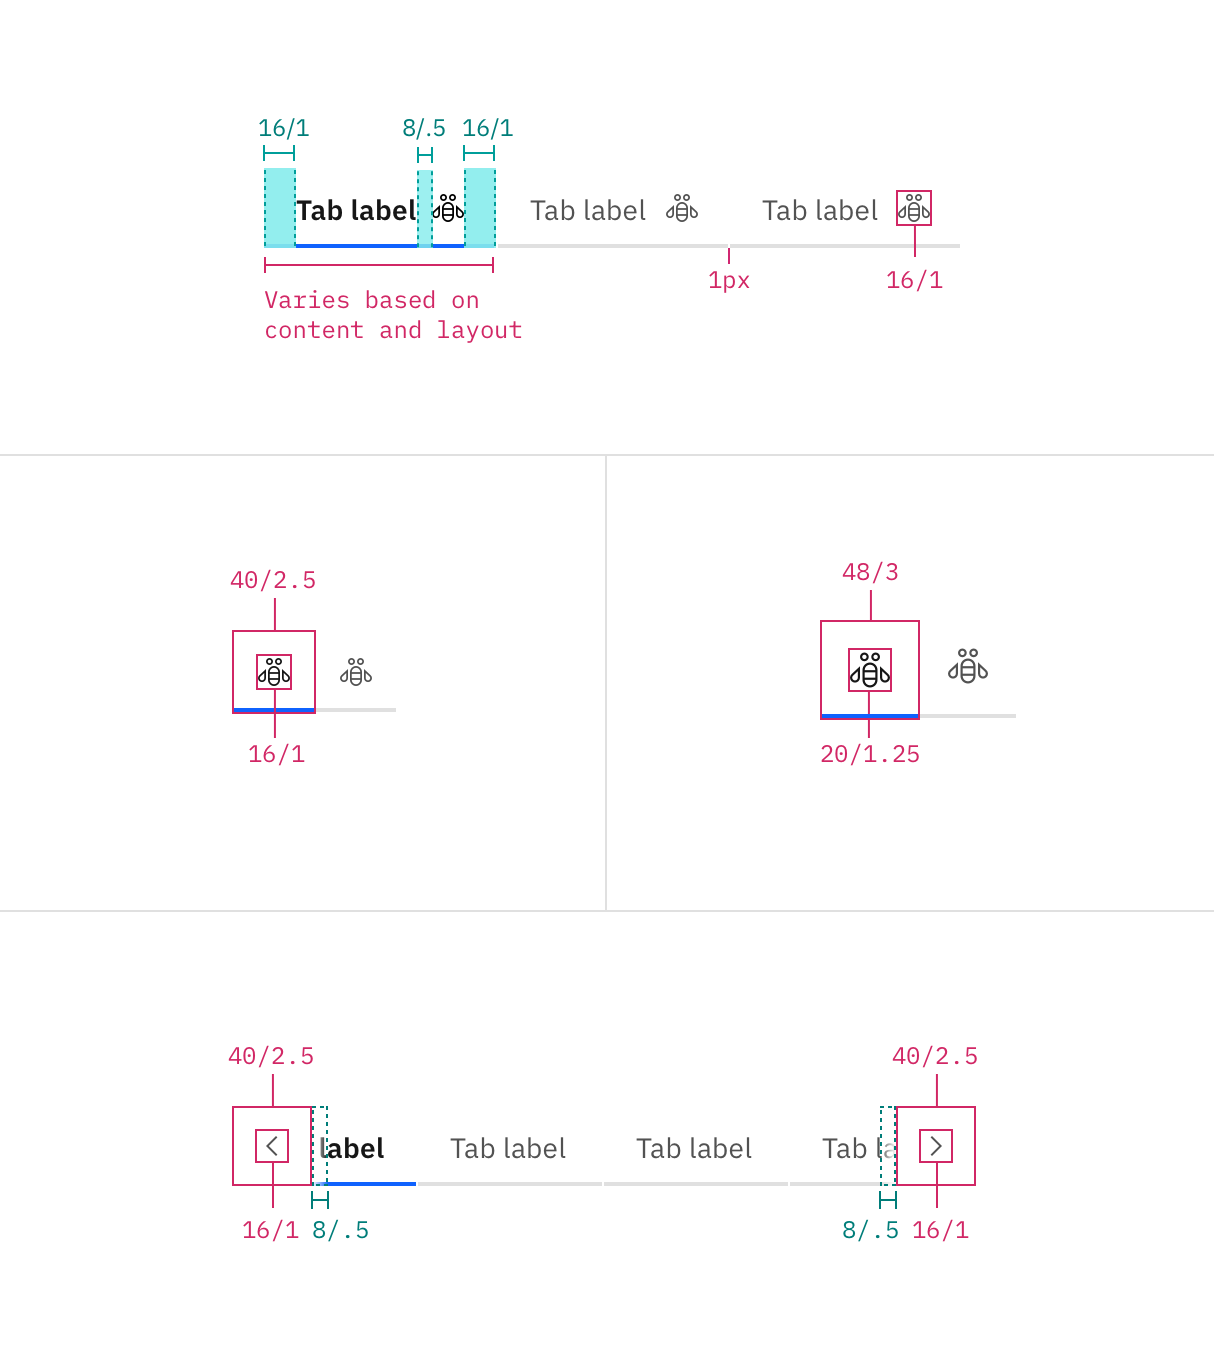 16/1 8/.5 16/1
Tab label Tab label Tab label
1px 16/1
Varies based on
content and layout
40/2.5
16/1
48/3
20/1.25
40/2.5 40/2.5
label Tab label Tab label Tab la
16/1 8/.5 8/.5 16/1